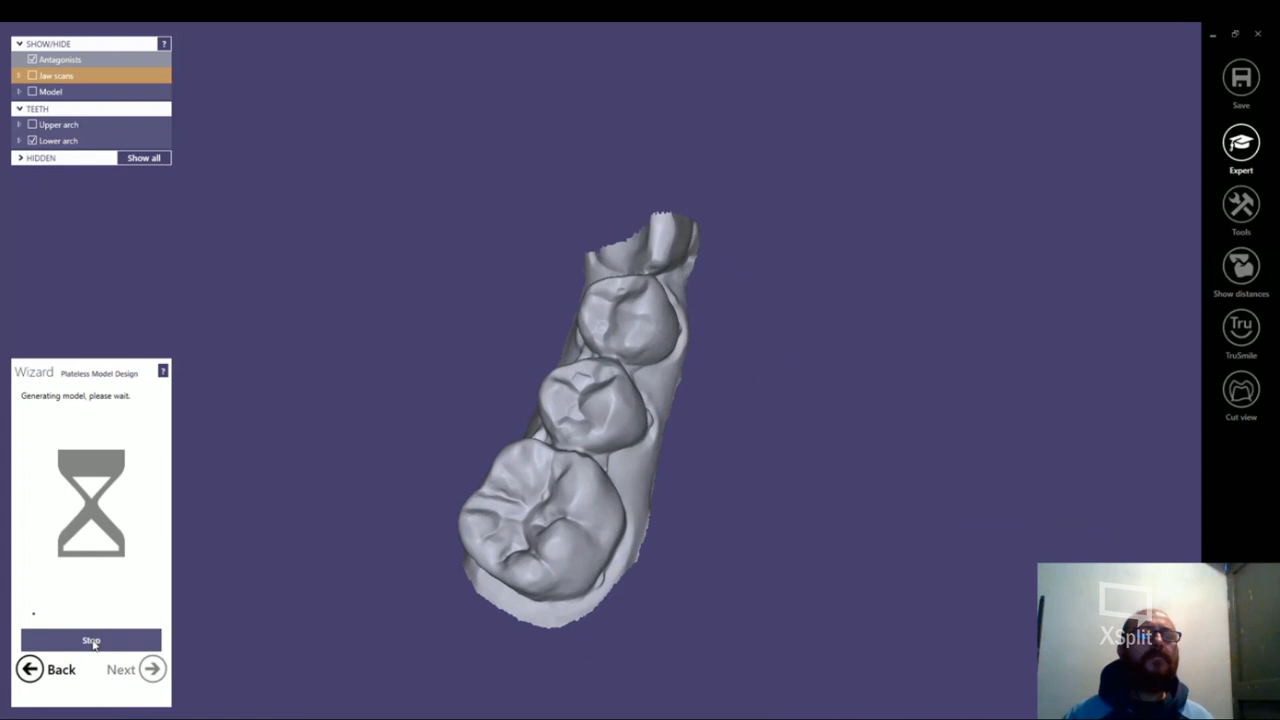 SHOW/HIDE ?
Antagonists
Jaw scans
Model
TEETH
Upper arch
Lower arch
HIDDEN Show all
Wizard Plateless Model Design ?
Generating model, please wait.
Stop
Back Next
Save
Expert
Tools
Show distances
Tru
TruSmile
Cut view
XSplit